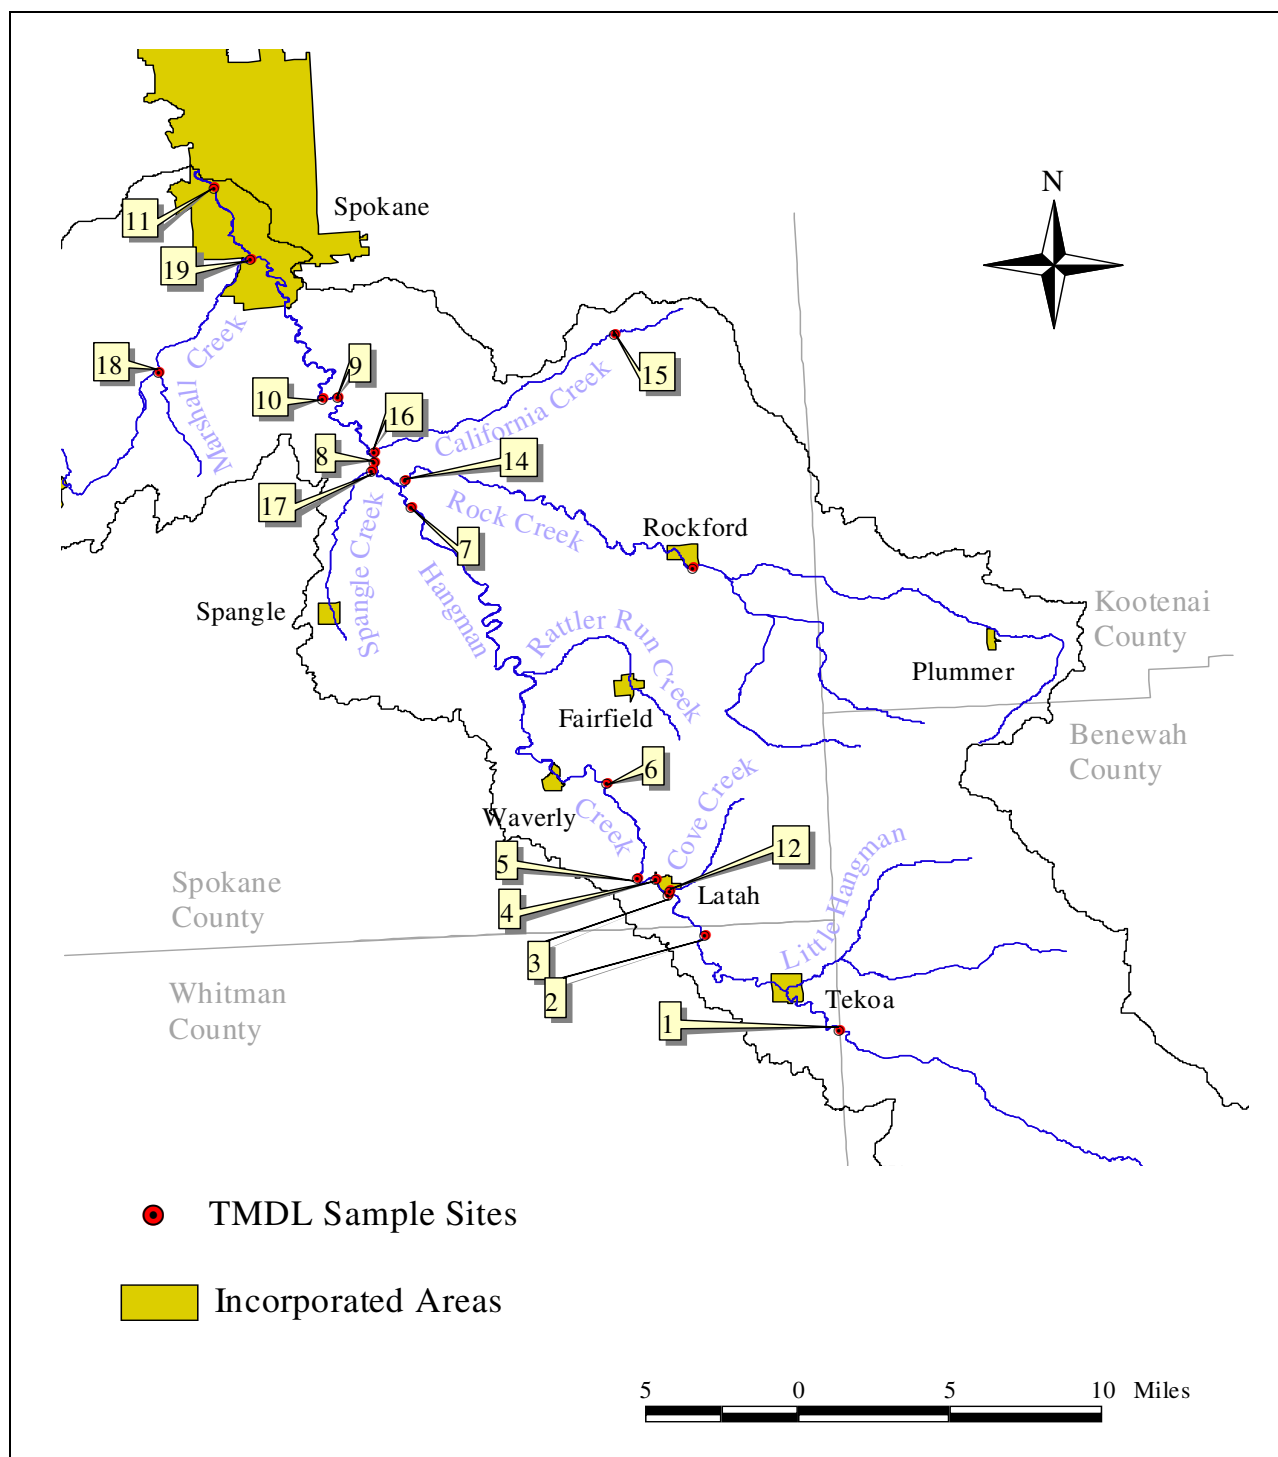 N
Spokane
11
19
18
Marshall Creek
10
9
16
15
California Creek
8
14
17
Rock Creek
Rockford
7
Spangle
Spangle Creek
Hangman
Rattler Run Creek
Kootenai
County
Plummer
Fairfield
Benewah
County
6
Waverly
Creek
Cove Creek
12
5
Latah
4
Spokane
County
Little Hangman
3
2
Whitman
County
Tekoa
1
TMDL Sample Sites
Incorporated Areas
5 0 5 10 Miles